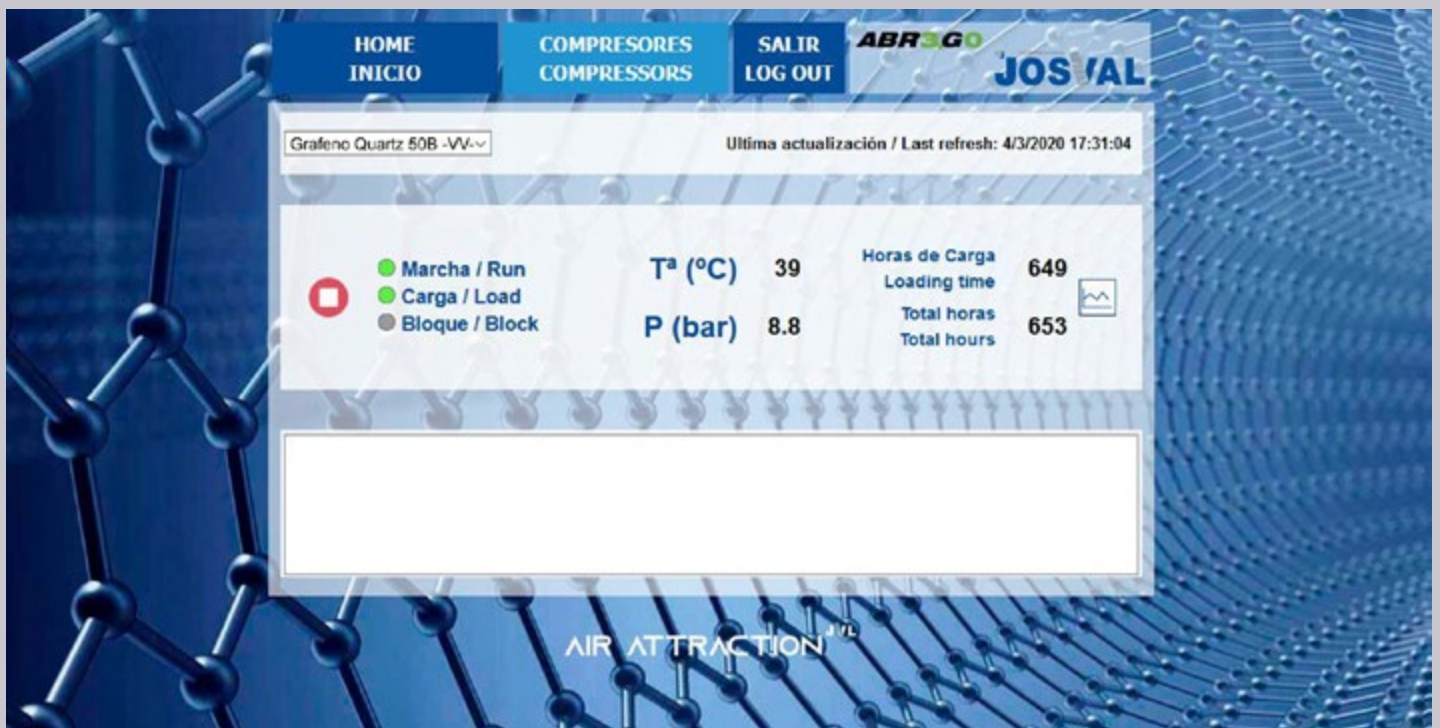 HOME
INICIO
COMPRESORES
COMPRESSORS
SALIR
LOG OUT
ABR3GO
JOSVAL
Grafeno Quartz 50B -VV-
Ultima actualización / Last refresh: 4/3/2020 17:31:04
Marcha / Run
Carga / Load
Bloque / Block
Tª (ºC) 39
P (bar) 8.8
Horas de Carga
Loading time
649
Total horas
Total hours
653
AIR ATTRACTION JVL